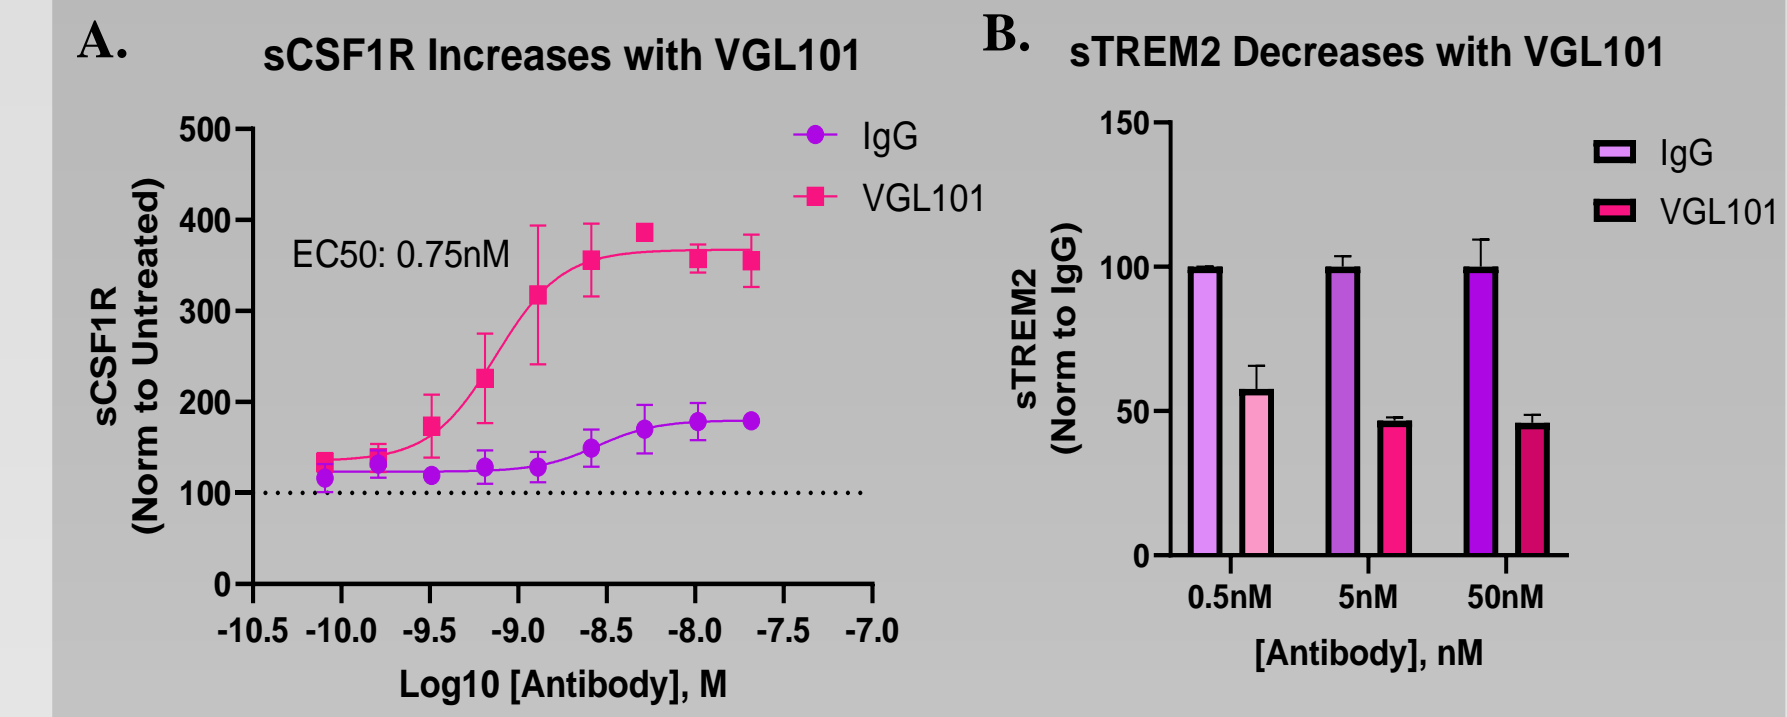 A.
sCSF1R Increases with VGL101
500
400
300
200
100
0
sCSF1R
(Norm to Untreated)
EC50: 0.75nM
IgG
VGL101
-10.5 -10.0 -9.5 -9.0 -8.5 -8.0 -7.5 -7.0
Log10 [Antibody], M
B.
sTREM2 Decreases with VGL101
150
100
50
0
sTREM2
(Norm to IgG)
IgG
VGL101
0.5nM 5nM 50nM
[Antibody], nM